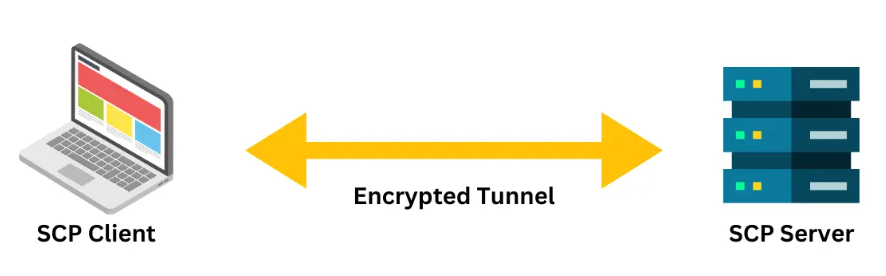 Encrypted Tunnel
SCP Client
SCP Server